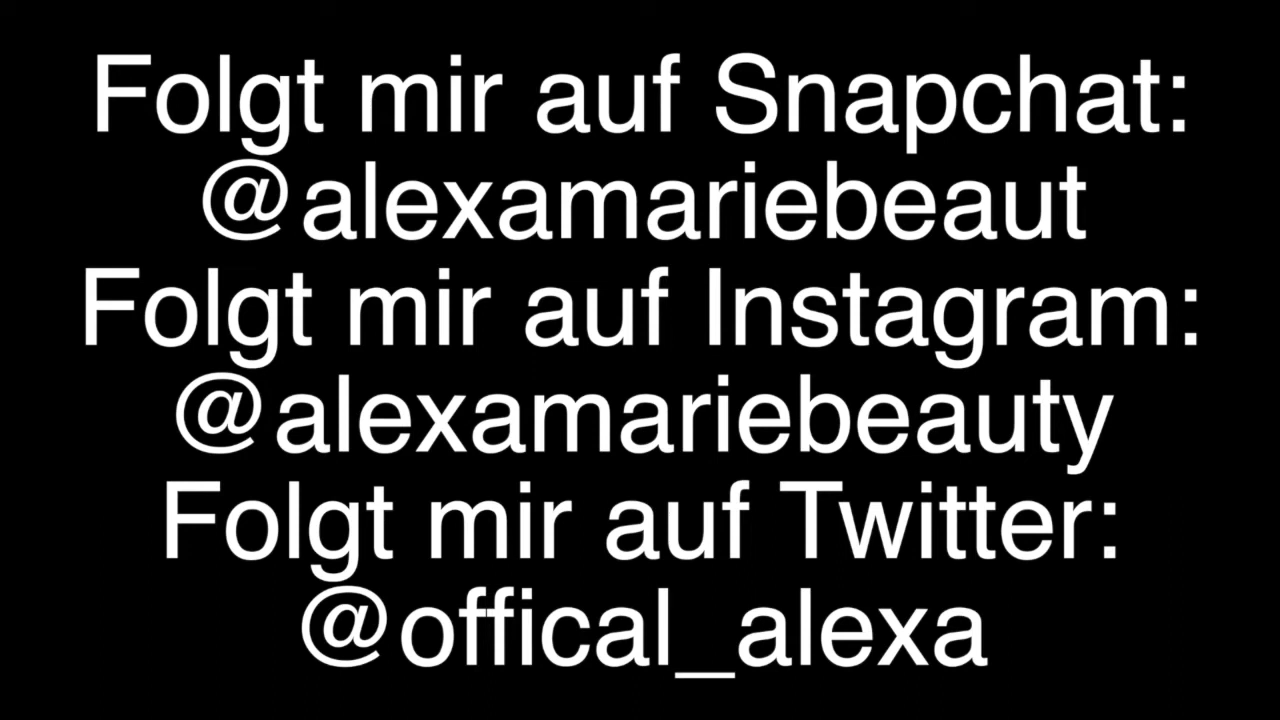 Folgt mir auf Snapchat:
@alexamariebeaut
Folgt mir auf Instagram:
@alexamariebeauty
Folgt mir auf Twitter:
@offical_alexa